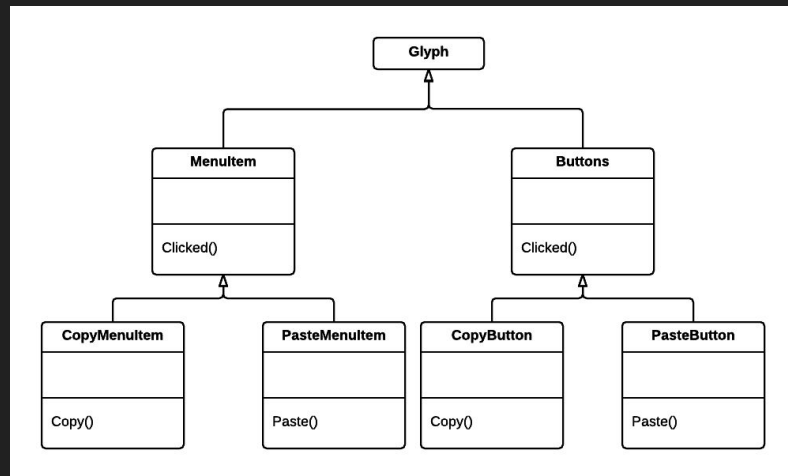 Glyph
MenuItem
Clicked()
Buttons
Clicked()
CopyMenuItem
Copy()
PasteMenuItem
Paste()
CopyButton
Copy()
PasteButton
Paste()